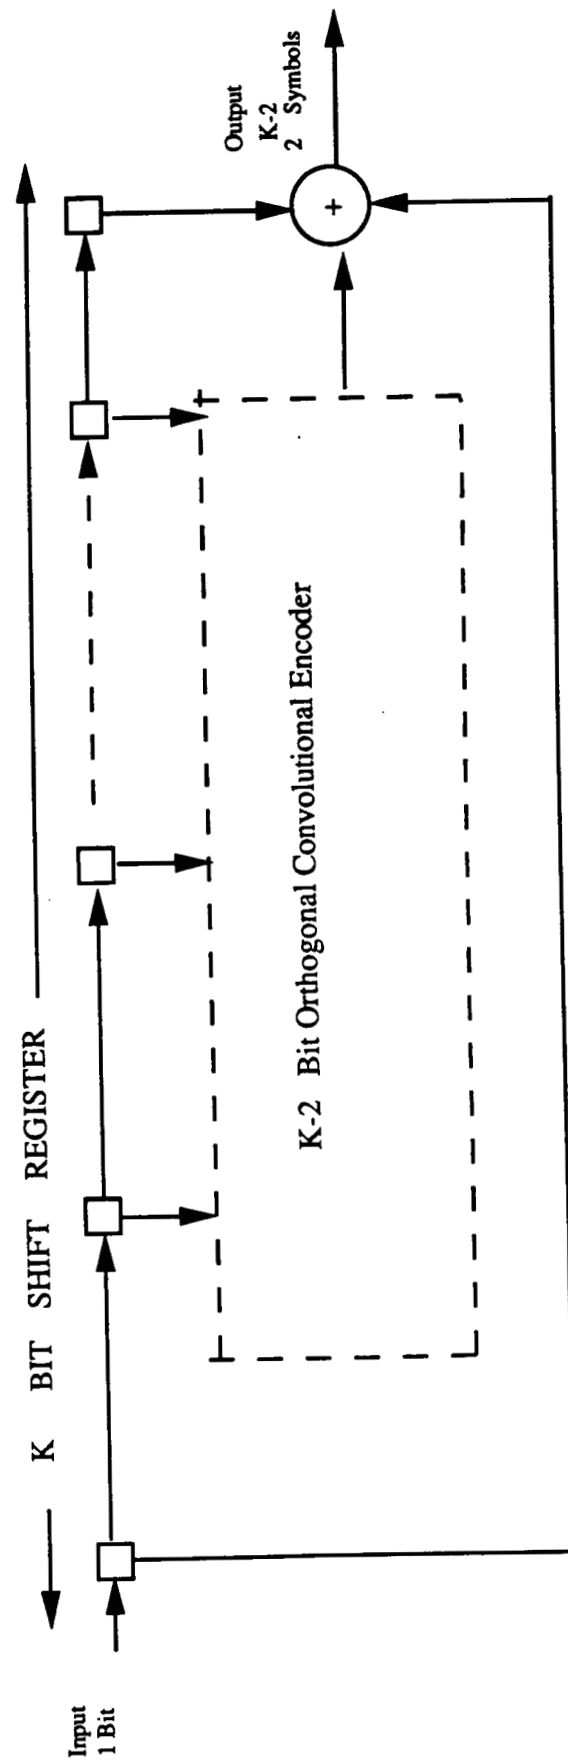 K BIT SHIFT REGISTER
Input
1 Bit
K-2 Bit Orthogonal Convolutional Encoder
Output
K-2
2 Symbols
+